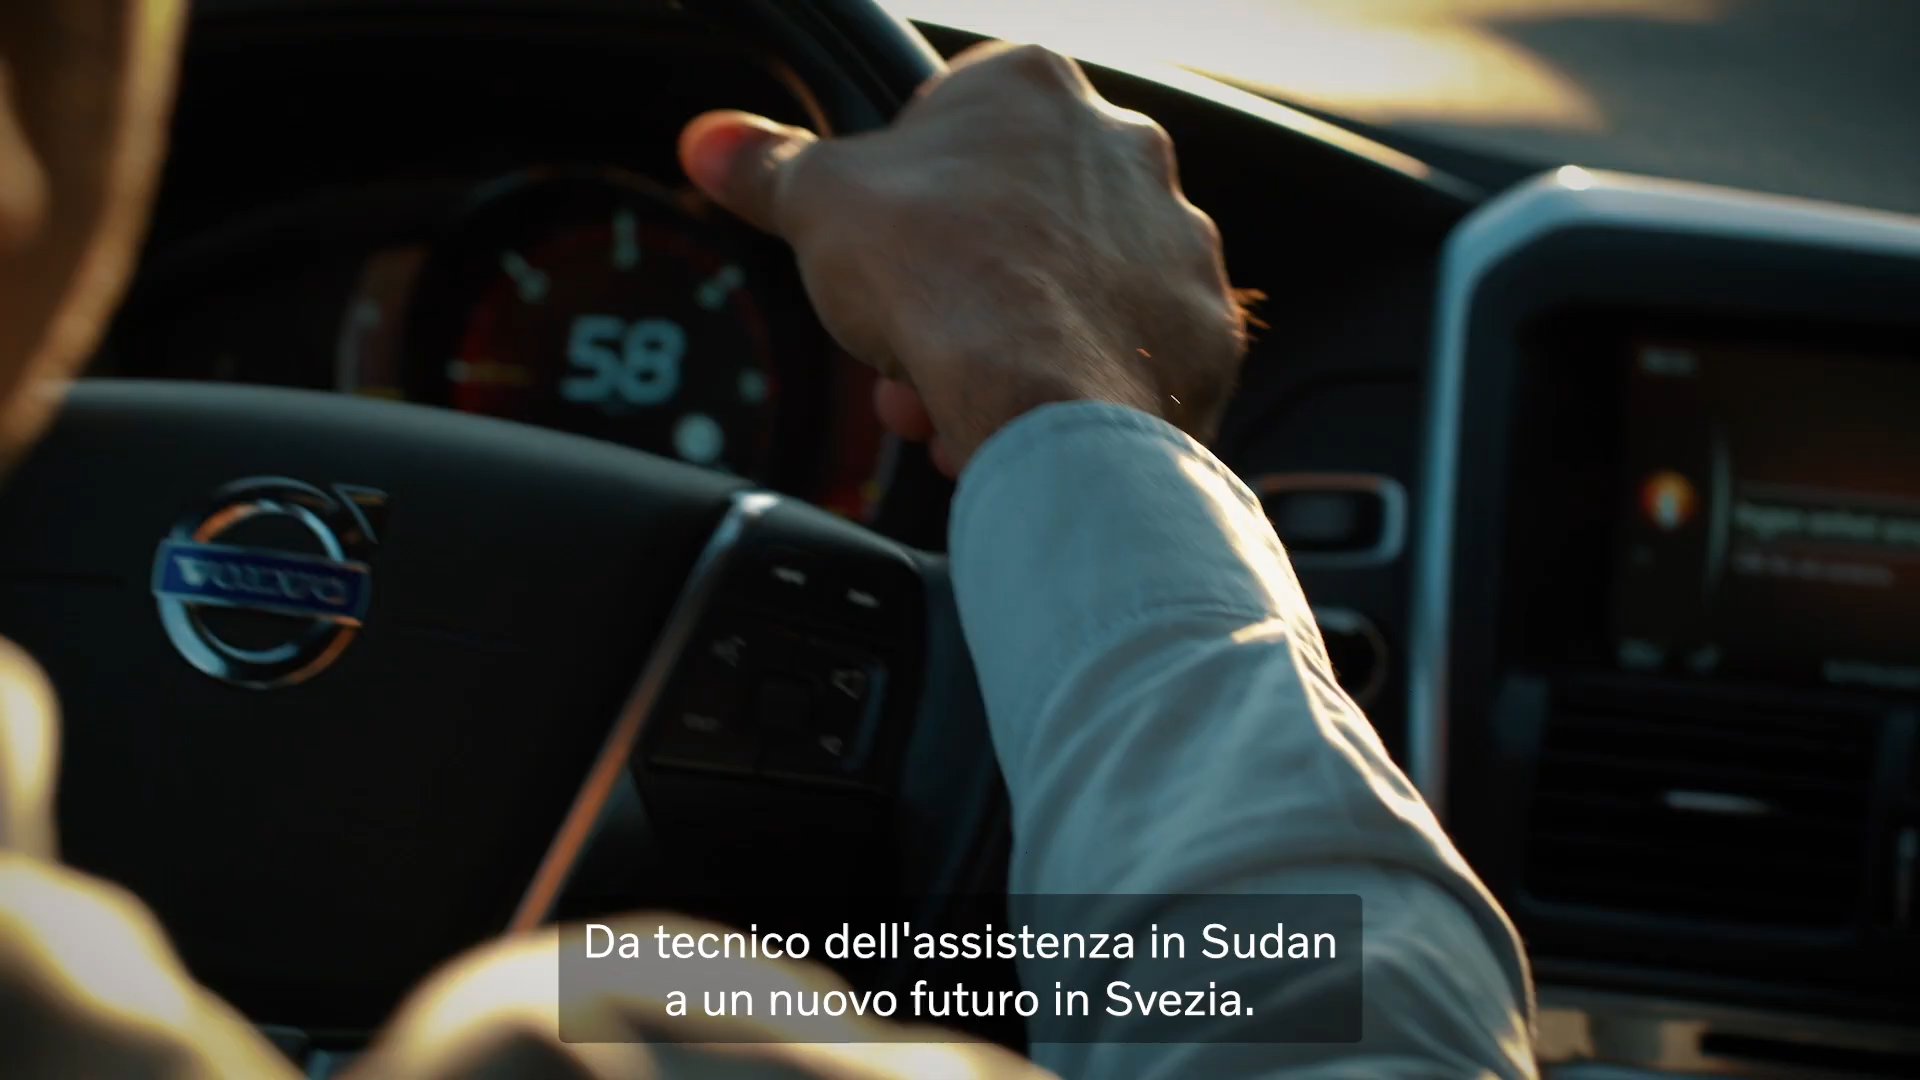 58
VOLVO
Da tecnico dell'assistenza in Sudan
a un nuovo futuro in Svezia.